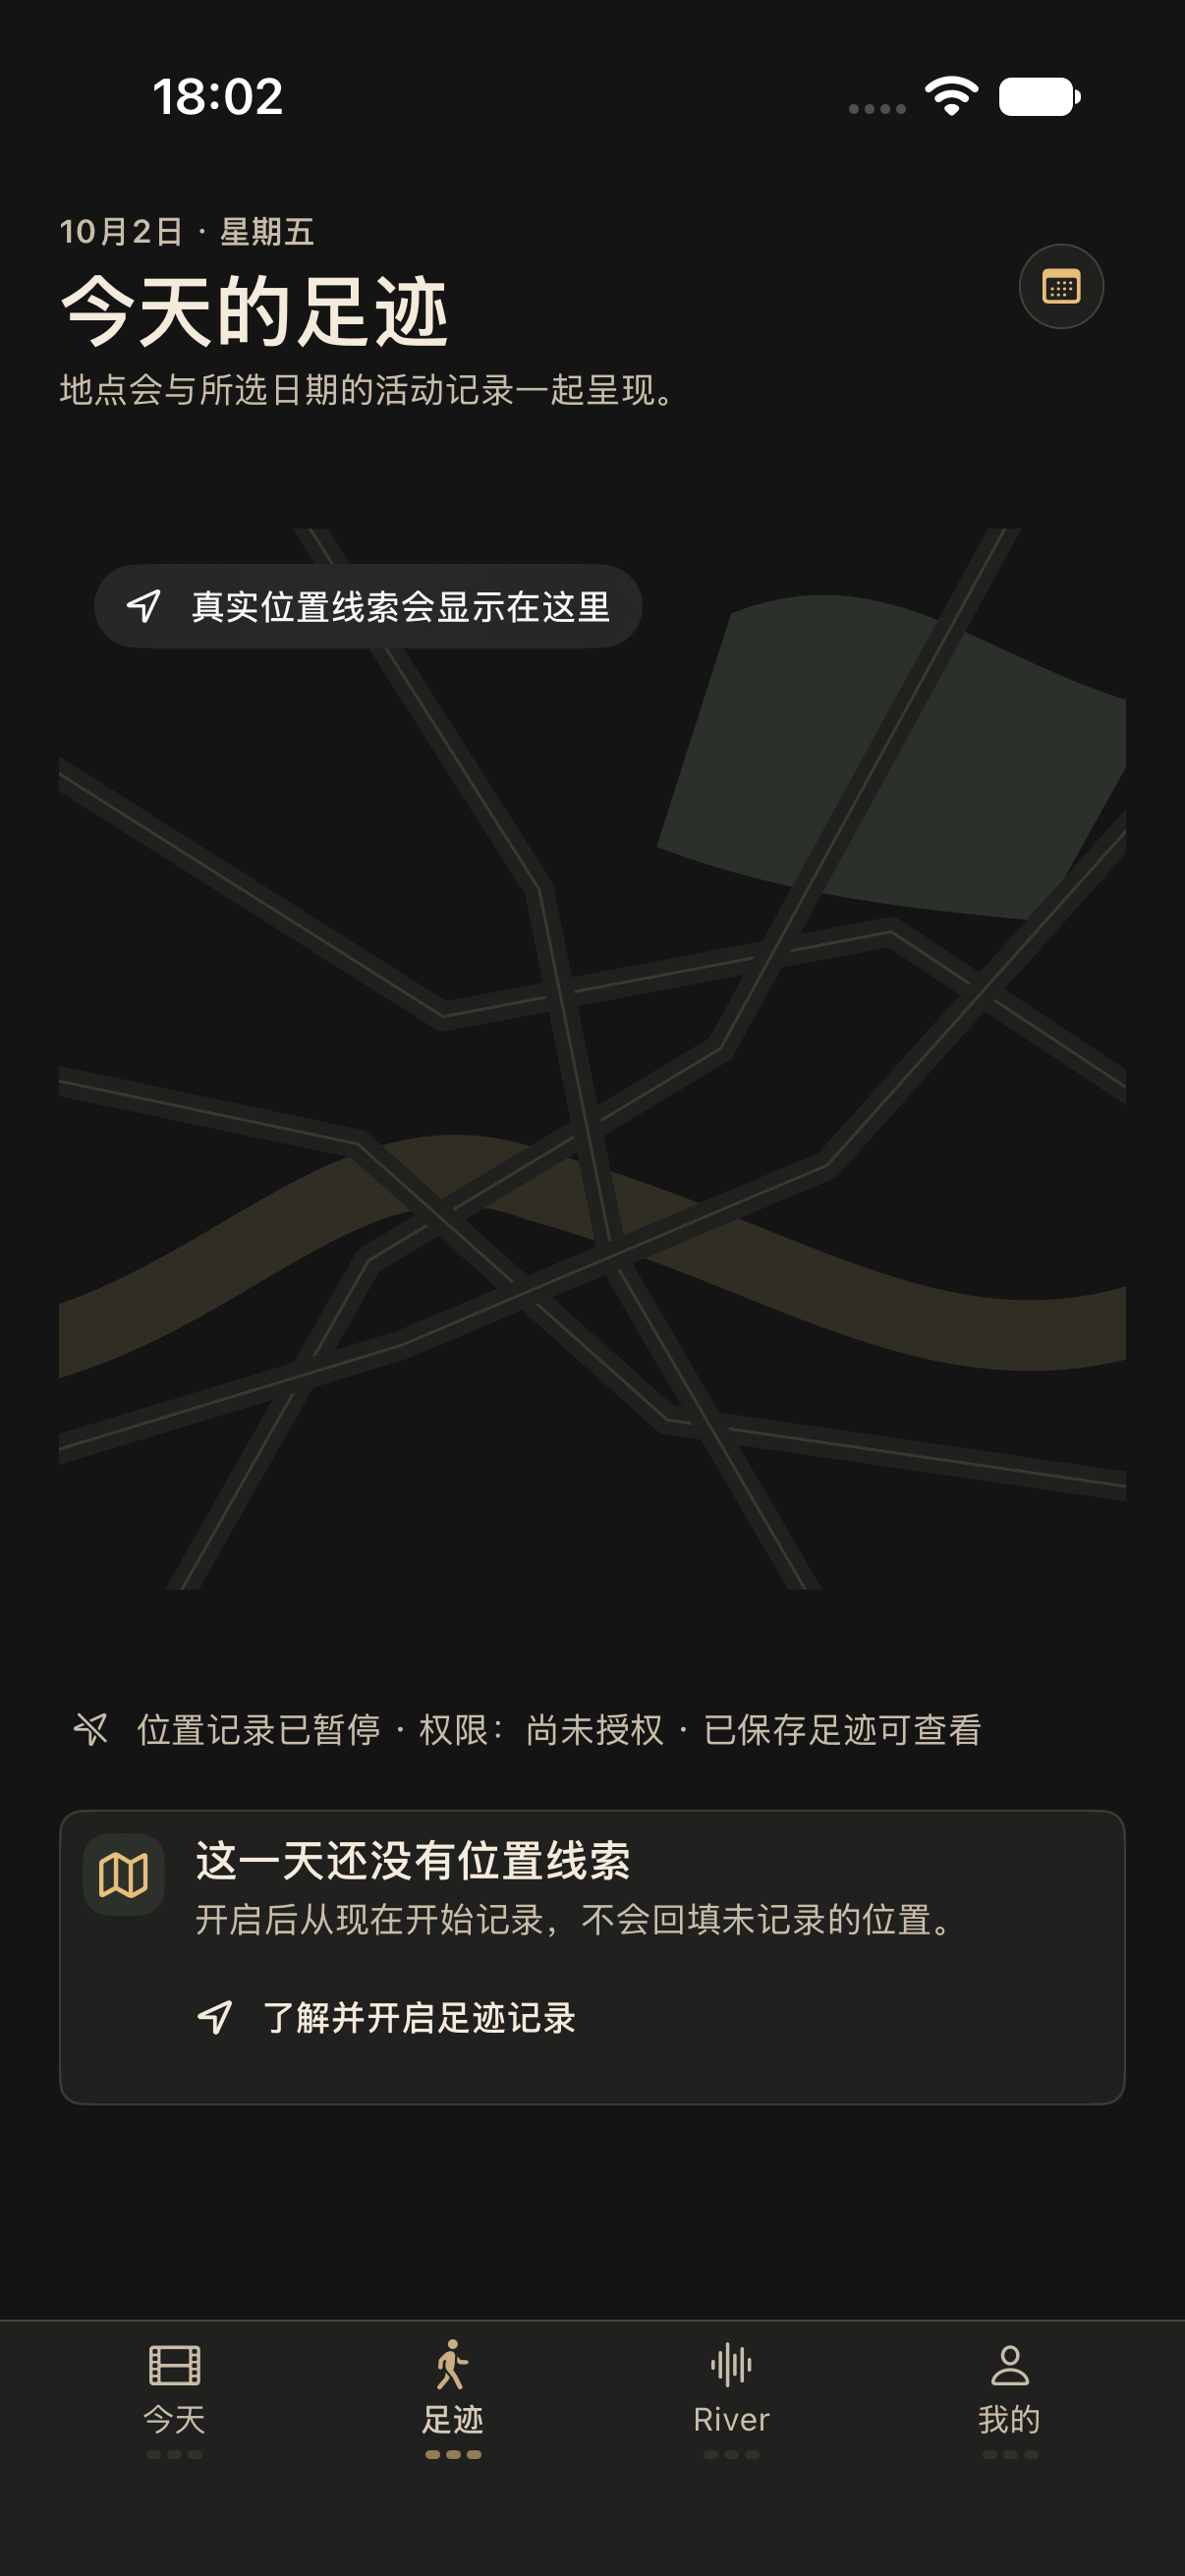 18:02
10月2日 · 星期五
今天的足迹
地点会与所选日期的活动记录一起呈现。
真实位置线索会显示在这里
位置记录已暂停 · 权限：尚未授权 · 已保存足迹可查看
这一天还没有位置线索
开启后从现在开始记录，不会回填未记录的位置。
了解并开启足迹记录
今天
足迹
River
我的